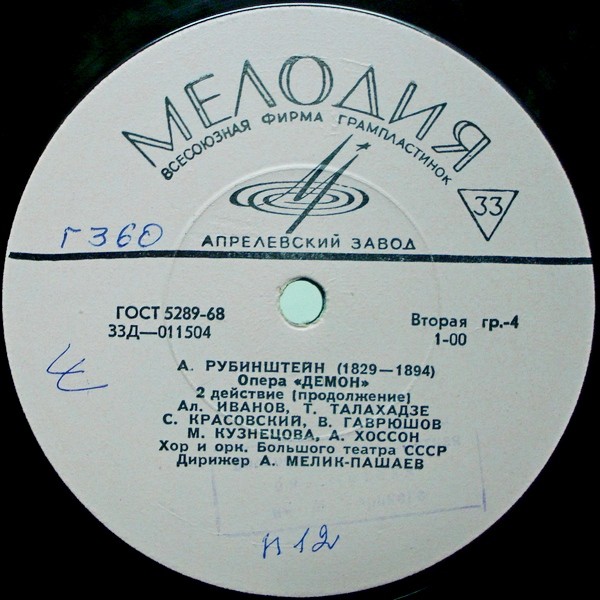 МЕЛОДИЯ
ВСЕСОЮЗНАЯ ФИРМА ГРАМПЛАСТИНОК
33
АПРЕЛЕВСКИЙ ЗАВОД
Г360
ГОСТ 5289-68
33Д—011504
Вторая гр.-4
1-00
А. РУБИНШТЕЙН (1829—1894)
Опера «ДЕМОН»
2 действие (продолжение)
Ал. ИВАНОВ, Т. ТАЛАХАДЗЕ
С. КРАСОВСКИЙ, В. ГАВРЮШОВ
М. КУЗНЕЦОВА, А. ХОССОН
Хор и орк. Большого театра СССР
Дирижер А. МЕЛИК-ПАШАЕВ
п12